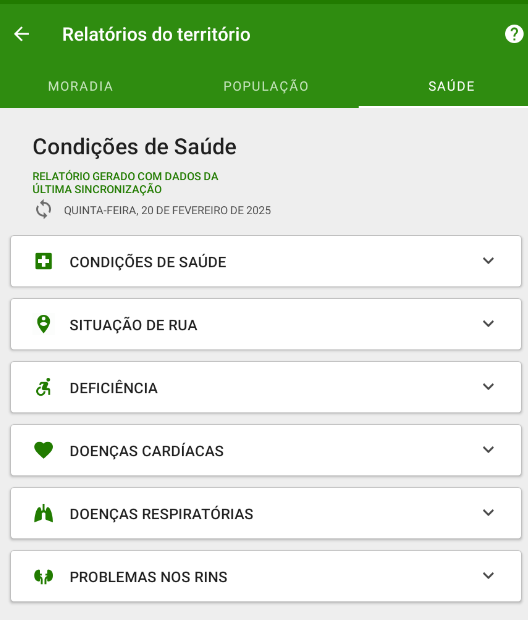 Relatórios do território
MORADIA POPULAÇÃO SAÚDE
Condições de Saúde
RELATÓRIO GERADO COM DADOS DA
ÚLTIMA SINCRONIZAÇÃO
QUINTA-FEIRA, 20 DE FEVEREIRO DE 2025
CONDIÇÕES DE SAÚDE
SITUAÇÃO DE RUA
DEFICIÊNCIA
DOENÇAS CARDÍACAS
DOENÇAS RESPIRATÓRIAS
PROBLEMAS NOS RINS